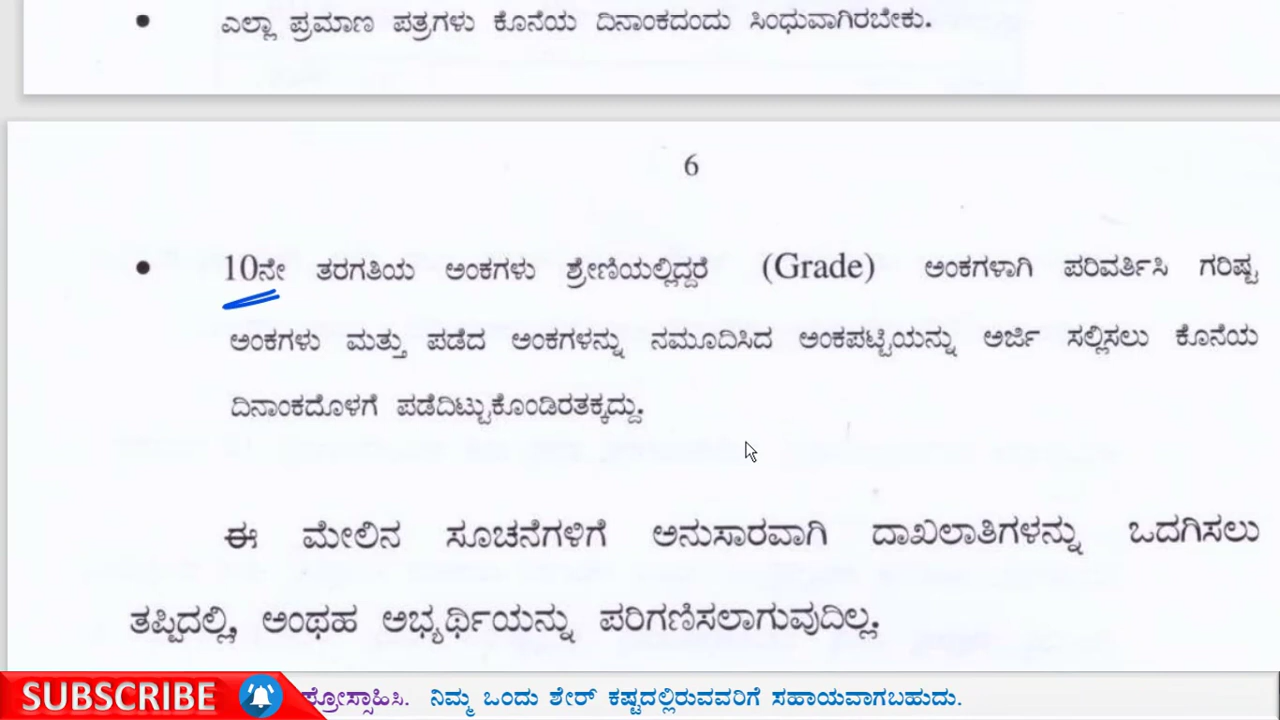 • ಎಲ್ಲಾ ಪ್ರಮಾಣ ಪತ್ರಗಳು ಕೊನೆಯ ದಿನಾಂಕದಂದು ಸಿಂಧುವಾಗಿರಬೇಕು.
6
• 10ನೇ ತರಗತಿಯ ಅಂಕಗಳು ಶ್ರೇಣಿಯಲ್ಲಿದ್ದರೆ (Grade) ಅಂಕಗಳಾಗಿ ಪರಿವರ್ತಿಸಿ ಗರಿಷ್ಟ
ಅಂಕಗಳು ಮತ್ತು ಪಡೆದ ಅಂಕಗಳನ್ನು ನಮೂದಿಸಿದ ಅಂಕಪಟ್ಟಿಯನ್ನು ಅರ್ಜಿ ಸಲ್ಲಿಸಲು ಕೊನೆಯ
ದಿನಾಂಕದೊಳಗೆ ಪಡೆದಿಟ್ಟುಕೊಂಡಿರತಕ್ಕದ್ದು.
ಈ ಮೇಲಿನ ಸೂಚನೆಗಳಿಗೆ ಅನುಸಾರವಾಗಿ ದಾಖಲಾತಿಗಳನ್ನು ಒದಗಿಸಲು
ತಪ್ಪಿದಲ್ಲಿ, ಅಂಥಹ ಅಭ್ಯರ್ಥಿಯನ್ನು ಪರಿಗಣಿಸಲಾಗುವುದಿಲ್ಲ.
SUBSCRIBE ನಿಮ್ಮ ಒಂದು ಶೇರ್ ಕಷ್ಟದಲ್ಲಿರುವವರಿಗೆ ಸಹಾಯವಾಗಬಹುದು.